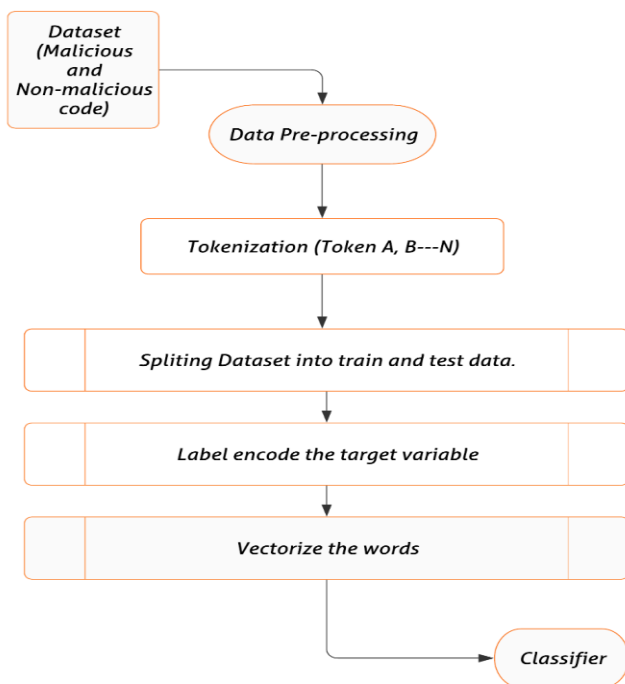 Dataset
(Malicious
and
Non-malicious
code)
Data Pre-processing
Tokenization (Token A, B---N)
Spliting Dataset into train and test data.
Label encode the target variable
Vectorize the words
Classifier